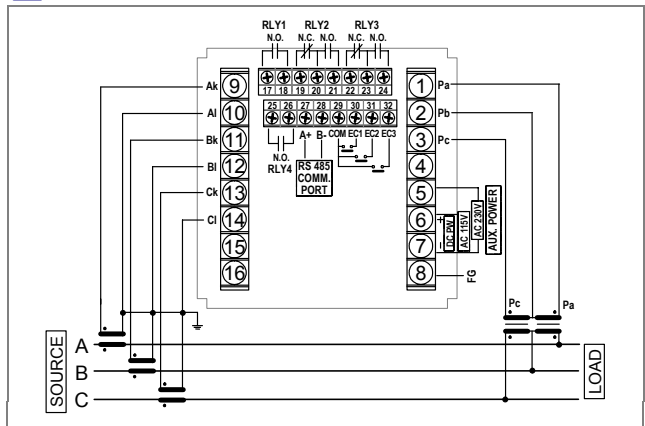 RLY1 RLY2 RLY3
N.O. N.C. N.O. N.C. N.O.
17 18 19 20 21 22 23 24
25 26 27 28 29 30 31 32
A+ B- COM EC1 EC2 EC3
N.O.
RLY4
RS 485
COMM.
PORT
Ak 9
Al 10
Bk 11
Bl 12
Ck 13
Cl 14
15
16
1 Pa
2 Pb
3 Pc
4
5
6
7
8 FG
+
-
DC PW
AC 115V
AC 230V
AUX. POWER
Pc Pa
SOURCE
A
B
C
LOAD